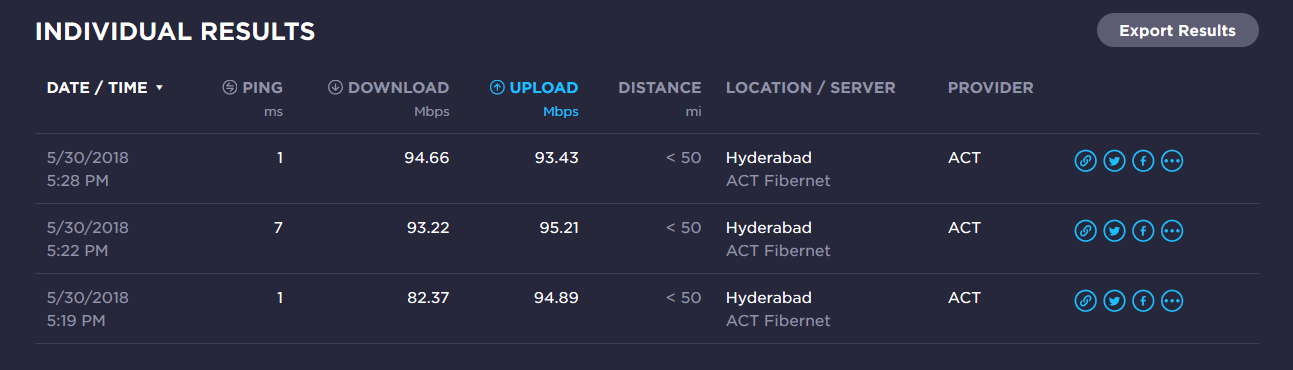 INDIVIDUAL RESULTS
Export Results
DATE / TIME PING DOWNLOAD UPLOAD DISTANCE LOCATION / SERVER PROVIDER
ms Mbps Mbps mi
5/30/2018 1 94.66 93.43 < 50 Hyderabad ACT
5:28 PM ACT Fibernet
5/30/2018 7 93.22 95.21 < 50 Hyderabad ACT
5:22 PM ACT Fibernet
5/30/2018 1 82.37 94.89 < 50 Hyderabad ACT
5:19 PM ACT Fibernet